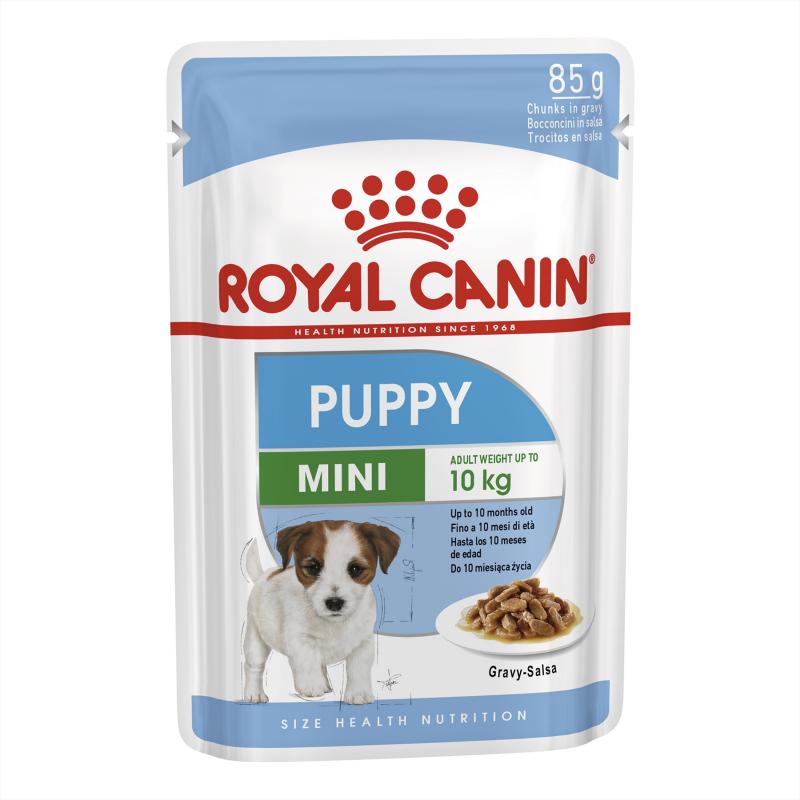 85 g
Chunks in gravy
Bocconcini in salsa
Trocitos en salsa
ROYAL CANIN®
HEALTH NUTRITION SINCE 1968
PUPPY
MINI
ADULT WEIGHT UP TO
10 kg
Up to 10 months old
Fino a 10 mesi di età
Hasta los 10 meses
de edad
Do 10 miesiąca życia
Gravy-Salsa
SIZE HEALTH NUTRITION